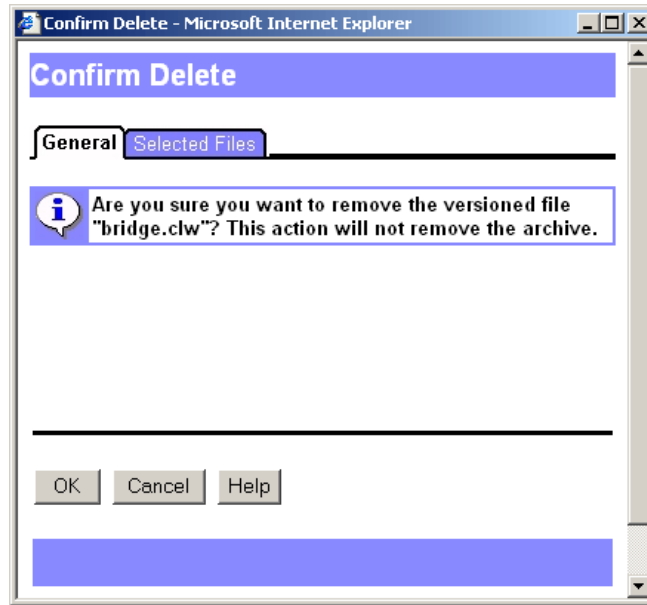 Confirm Delete - Microsoft Internet Explorer
Confirm Delete
General Selected Files
Are you sure you want to remove the versioned file
"bridge.clw"? This action will not remove the archive.
OK Cancel Help